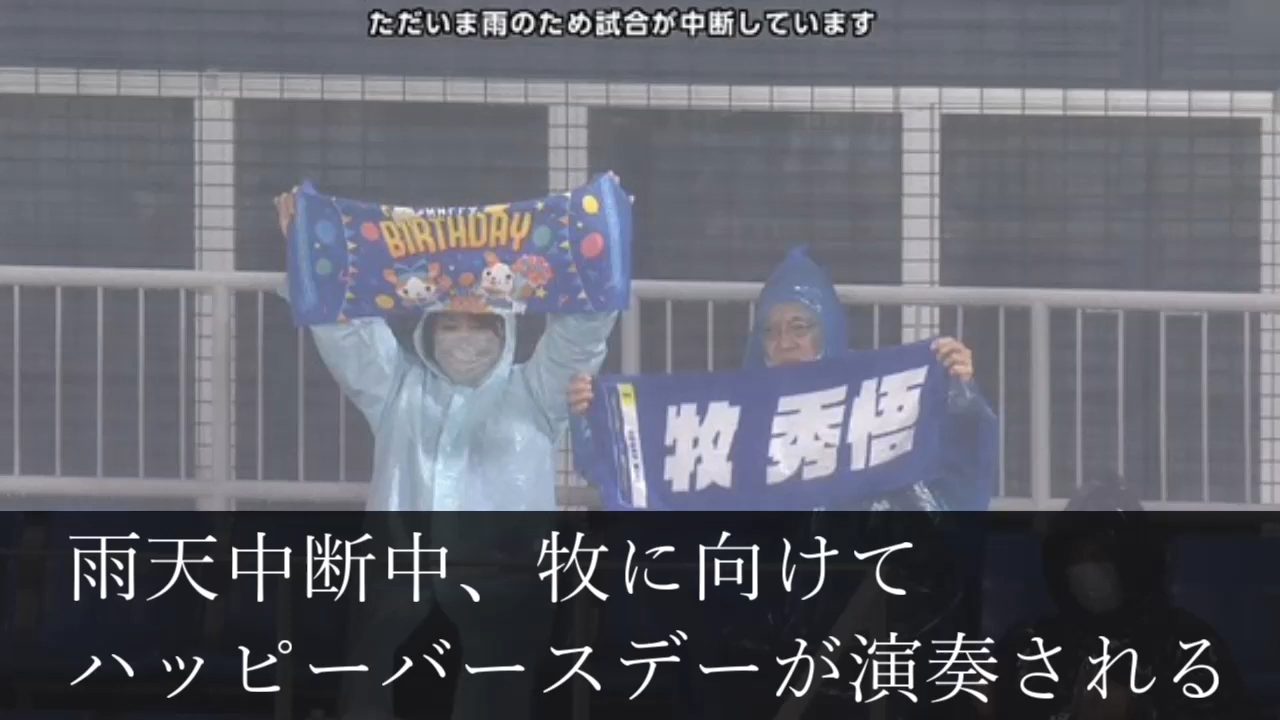 ただいま雨のため試合が中断しています
BIRTHDAY
牧 秀悟
雨天中断中、牧に向けて
ハッピーバースデーが演奏される